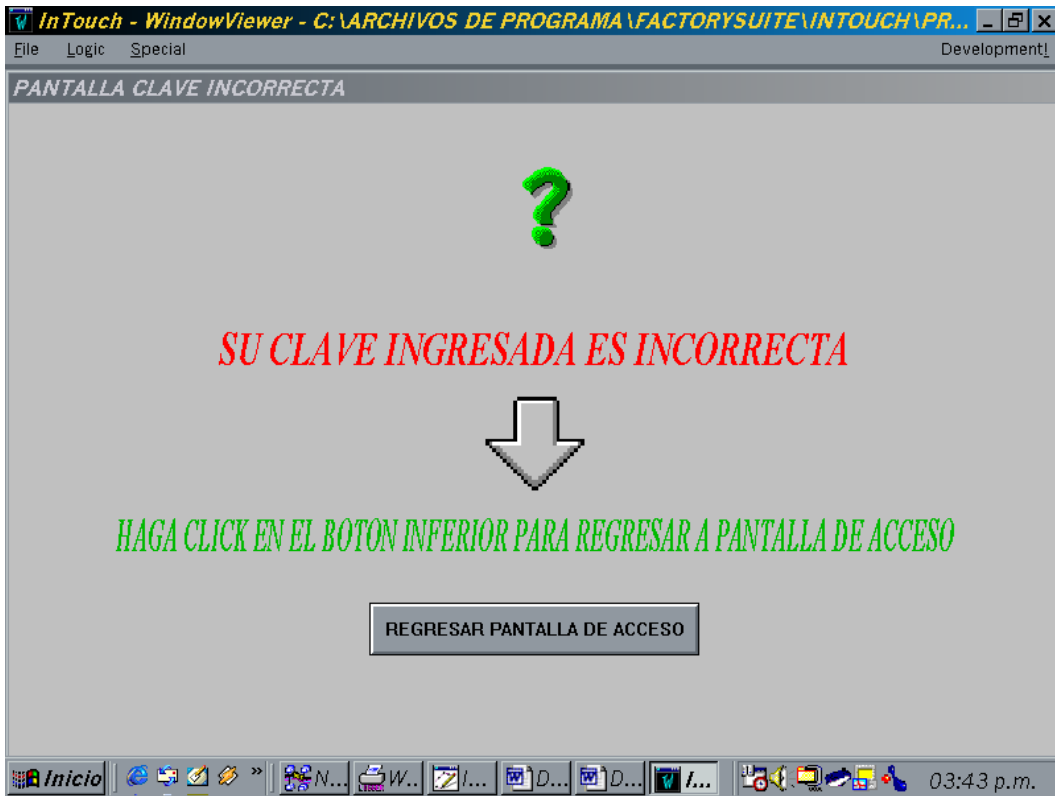 InTouch - WindowViewer - C:\ARCHIVOS DE PROGRAMA\FACTORYSUITE\INTOUCH\PR...
File Logic Special Development!
PANTALLA CLAVE INCORRECTA
?
SU CLAVE INGRESADA ES INCORRECTA
HAGA CLICK EN EL BOTON INFERIOR PARA REGRESAR A PANTALLA DE ACCESO
REGRESAR PANTALLA DE ACCESO
Inicio » N... W... I... D... D... I... 03:43 p.m.